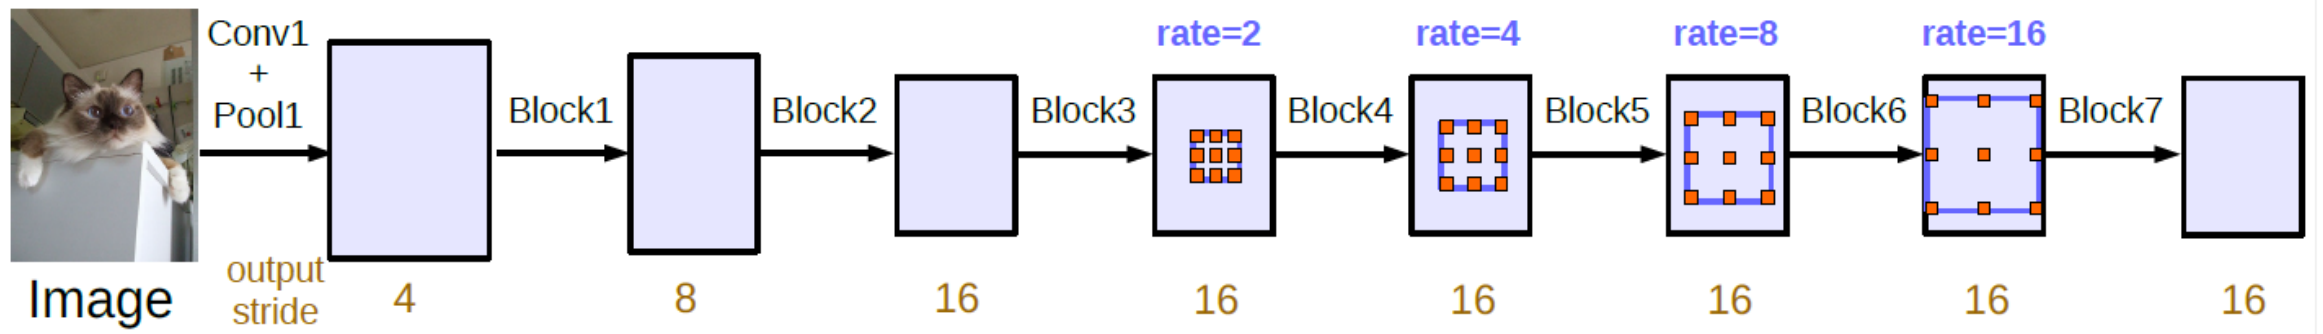 Conv1
+
Pool1
Block1
Block2
Block3
rate=2
Block4
rate=4
Block5
rate=8
Block6
rate=16
Block7
Image
output
stride
4
8
16
16
16
16
16
16